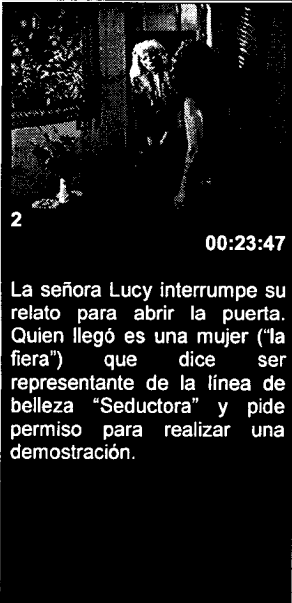 2
00:23:47
La señora Lucy interrumpe su
relato para abrir la puerta.
Quien llegó es una mujer (“la
fiera”) que dice ser
representante de la línea de
belleza “Seductora” y pide
permiso para realizar una
demostración.